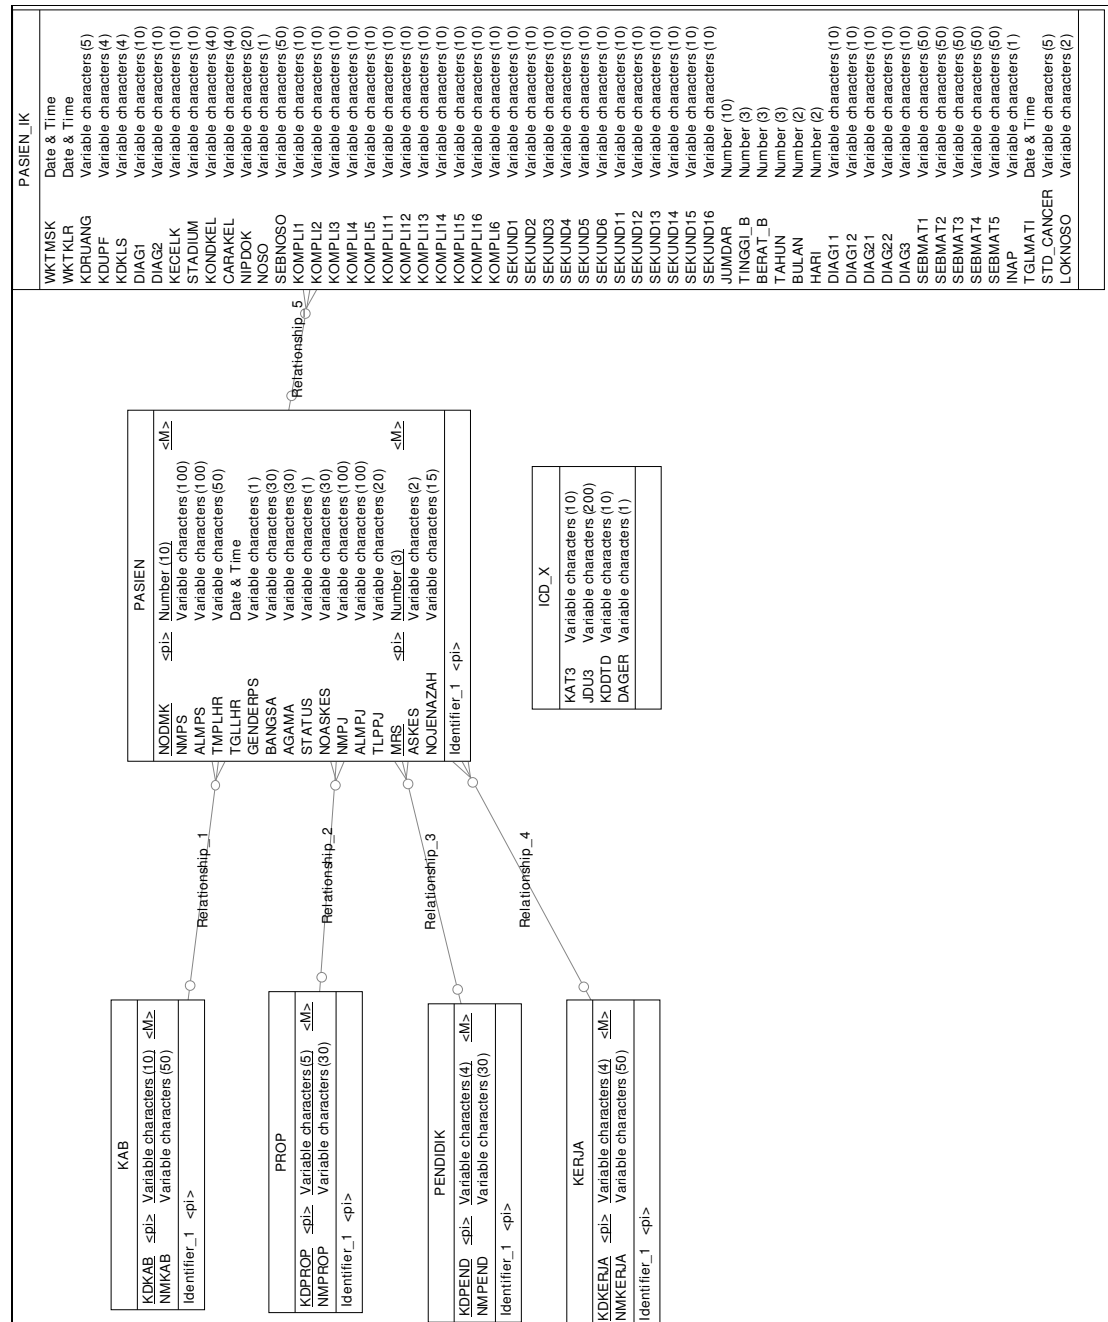 KAB
KDKAB <pi> Variable characters (10) <M>
NMKAB Variable characters (50)
Identifier_1 <pi>
PROP
KDPROP <pi> Variable characters (5) <M>
NMPROP Variable characters (30)
Identifier_1 <pi>
PENDIDIK
KDPEND <pi> Variable characters (4) <M>
NMPEND Variable characters (30)
Identifier_1 <pi>
KERJA
KDKERJA <pi> Variable characters (4) <M>
NMKERJA Variable characters (50)
Identifier_1 <pi>
Relationship_1
Relationship_2
Relationship_3
Relationship_4
PASIEN
NODMK <pi> Number (10) <M>
NMPS Variable characters (100)
ALMPS Variable characters (100)
TMPLHR Variable characters (50)
TGLLHR Date & Time
GENDERPS Variable characters (1)
BANGSA Variable characters (30)
AGAMA Variable characters (30)
STATUS Variable characters (1)
NOASKES Variable characters (30)
NMPJ Variable characters (100)
ALMPJ Variable characters (100)
TLPPJ Variable characters (20)
MRS <pi> Number (3) <M>
ASKES Variable characters (2)
NOJENAZAH Variable characters (15)
Identifier_1 <pi>
ICD_X
KAT3 Variable characters (10)
JDU3 Variable characters (200)
KDDTD Variable characters (10)
DAGER Variable characters (1)
Relationship_5
PASIEN_IK
WKTMSK Date & Time
WKTKLR Date & Time
KDRUANG Variable characters (5)
KDUPF Variable characters (4)
KDKLS Variable characters (4)
DIAG1 Variable characters (10)
DIAG2 Variable characters (10)
KECELK Variable characters (10)
STADIUM Variable characters (10)
KONDKEL Variable characters (40)
CARAKEL Variable characters (40)
NIPDOK Variable characters (20)
NOSO Variable characters (1)
SEBNOSO Variable characters (50)
KOMPLI1 Variable characters (10)
KOMPLI2 Variable characters (10)
KOMPLI3 Variable characters (10)
KOMPLI4 Variable characters (10)
KOMPLI5 Variable characters (10)
KOMPLI11 Variable characters (10)
KOMPLI12 Variable characters (10)
KOMPLI13 Variable characters (10)
KOMPLI14 Variable characters (10)
KOMPLI15 Variable characters (10)
KOMPLI16 Variable characters (10)
KOMPLI6 Variable characters (10)
SEKUND1 Variable characters (10)
SEKUND2 Variable characters (10)
SEKUND3 Variable characters (10)
SEKUND4 Variable characters (10)
SEKUND5 Variable characters (10)
SEKUND6 Variable characters (10)
SEKUND11 Variable characters (10)
SEKUND12 Variable characters (10)
SEKUND13 Variable characters (10)
SEKUND14 Variable characters (10)
SEKUND15 Variable characters (10)
SEKUND16 Variable characters (10)
JUMDAR Number (10)
TINGGI_B Number (3)
BERAT_B Number (3)
TAHUN Number (3)
BULAN Number (2)
HARI Number (2)
DIAG11 Variable characters (10)
DIAG12 Variable characters (10)
DIAG21 Variable characters (10)
DIAG22 Variable characters (10)
DIAG3 Variable characters (10)
SEBMAT1 Variable characters (50)
SEBMAT2 Variable characters (50)
SEBMAT3 Variable characters (50)
SEBMAT4 Variable characters (50)
SEBMAT5 Variable characters (50)
INAP Variable characters (1)
TGLMATI Date & Time
STD_CANCER Variable characters (5)
LOKNOSO Variable characters (2)